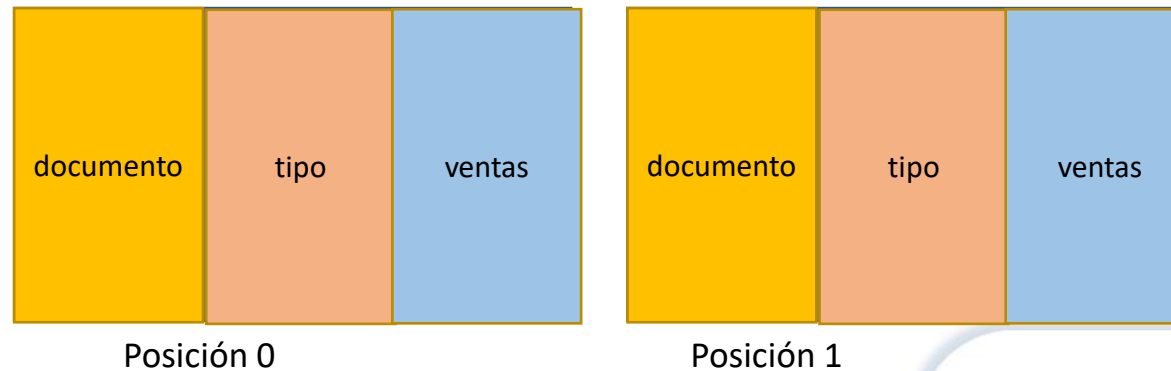 documento tipo ventas documento tipo ventas
Posición 0 Posición 1